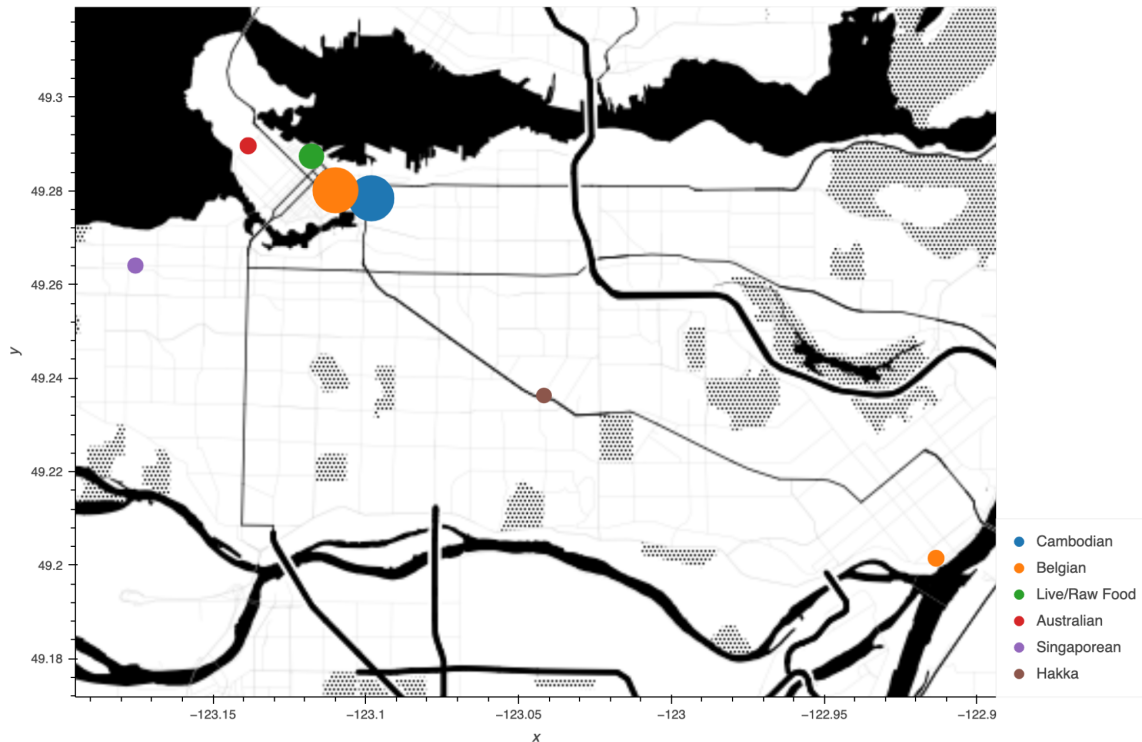 49.3
49.28
49.26
49.24
49.22
49.2
49.18
y
−123.15
−123.1
−123.05
−123
−122.95
−122.9
x
Cambodian
Belgian
Live/Raw Food
Australian
Singaporean
Hakka